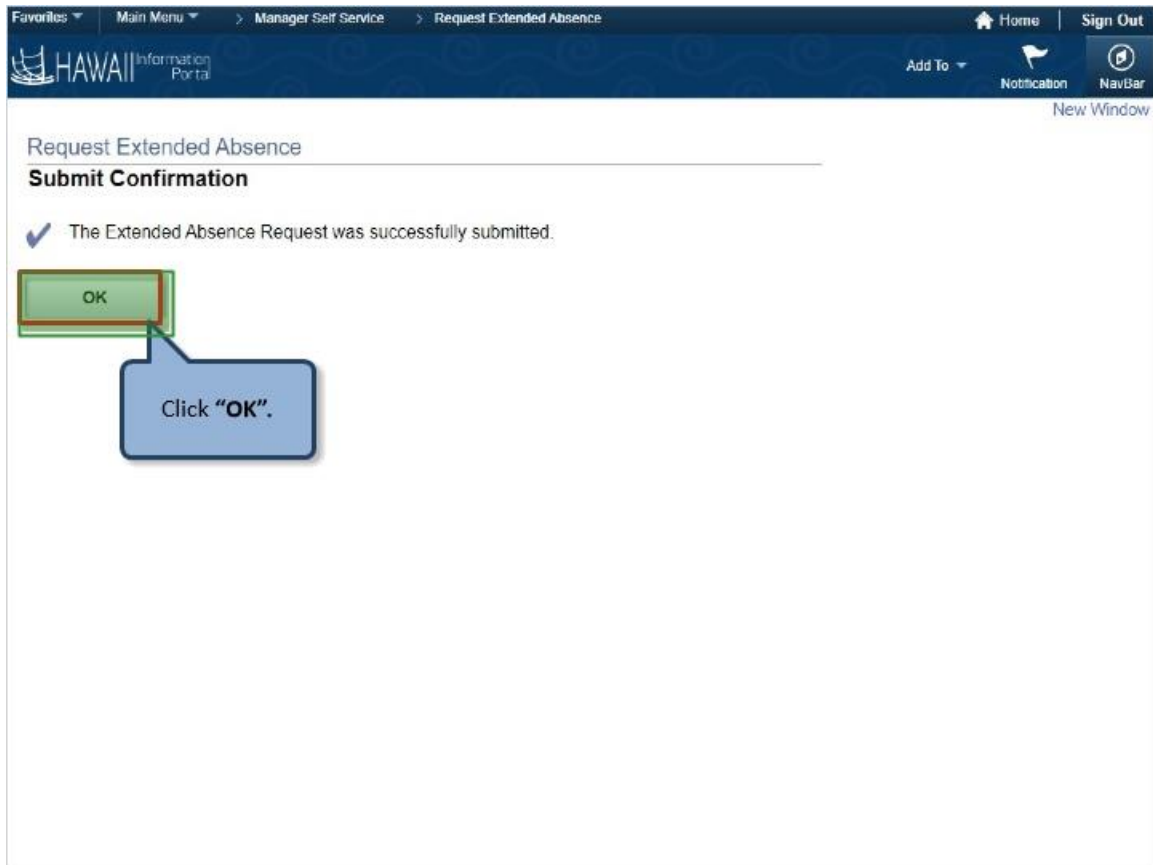 Favorites Main Menu > Manager Self Service > Request Extended Absence Home | Sign Out
HAWAII Information Portal
Add To
Notification
NavBar
New Window
Request Extended Absence
Submit Confirmation
The Extended Absence Request was successfully submitted.
OK
Click “OK”.